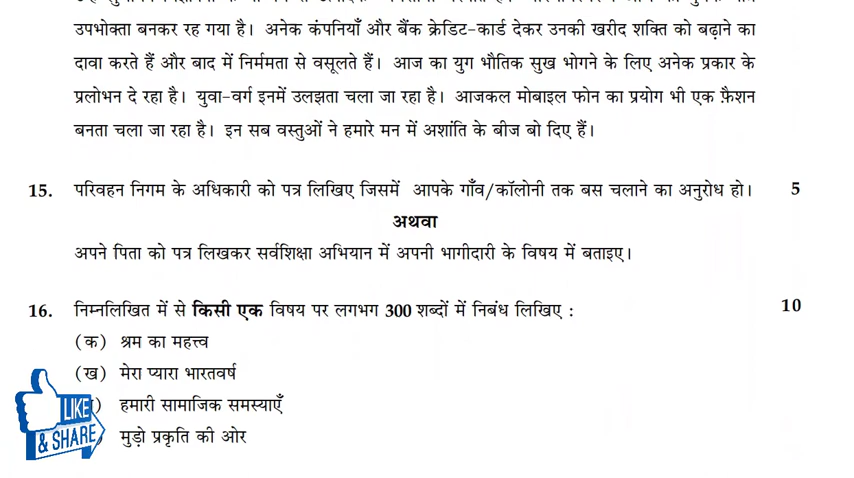 उपभोक्ता बनकर रह गया है। अनेक कंपनियाँ और बैंक क्रेडिट-कार्ड देकर उनकी खरीद शक्ति को बढ़ाने का
दावा करते हैं और बाद में निर्ममता से वसूलते हैं। आज का युग भौतिक सुख भोगने के लिए अनेक प्रकार के
प्रलोभन दे रहा है। युवा-वर्ग इनमें उलझता चला जा रहा है। आजकल मोबाइल फोन का प्रयोग भी एक फ़ैशन
बनता चला जा रहा है। इन सब वस्तुओं ने हमारे मन में अशांति के बीज बो दिए हैं।
15. परिवहन निगम के अधिकारी को पत्र लिखिए जिसमें आपके गाँव/कॉलोनी तक बस चलाने का अनुरोध हो। 5
अथवा
अपने पिता को पत्र लिखकर सर्वशिक्षा अभियान में अपनी भागीदारी के विषय में बताइए।
16. निम्नलिखित में से किसी एक विषय पर लगभग 300 शब्दों में निबंध लिखिए : 10
(क) श्रम का महत्त्व
(ख) मेरा प्यारा भारतवर्ष
हमारी सामाजिक समस्याएँ
मुड़ो प्रकृति की ओर
LIKE
& SHARE